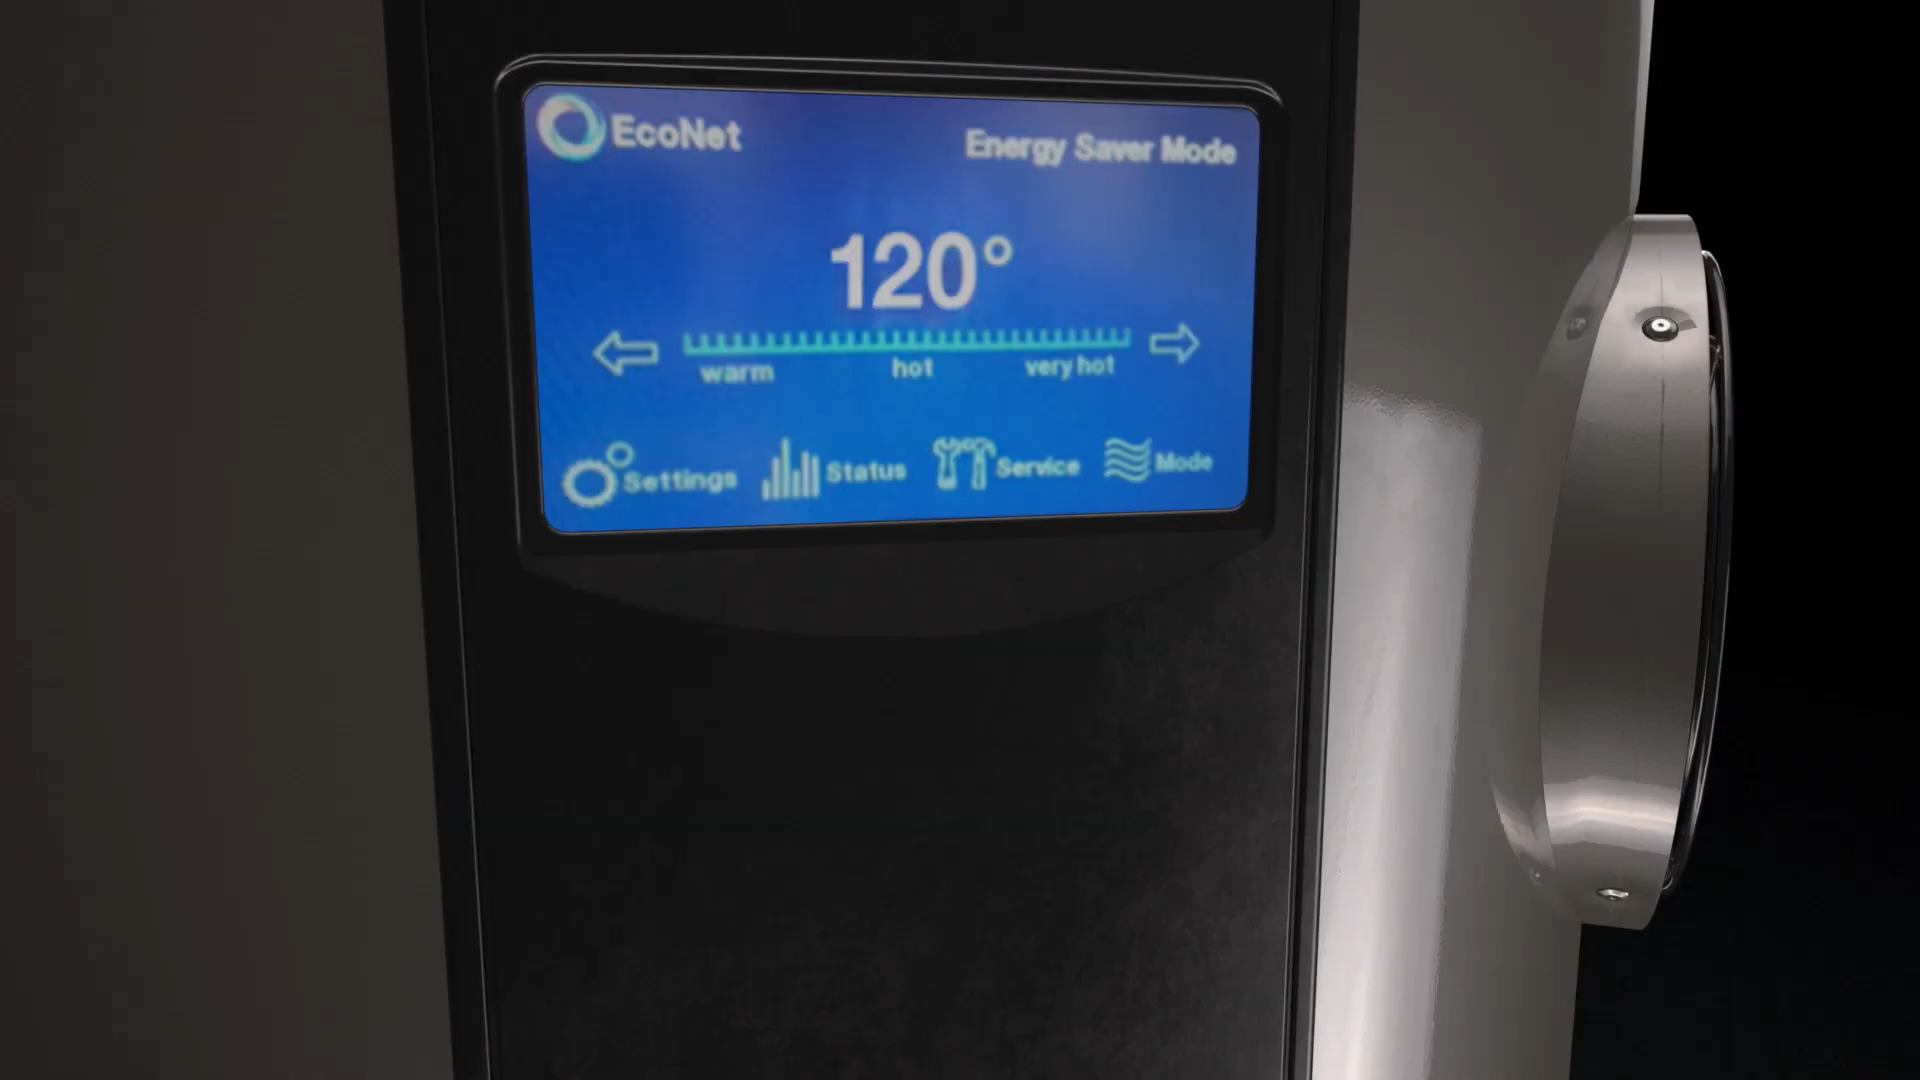 EcoNet
Energy Saver Mode
120°
warm hot very hot
Settings Status Service Mode